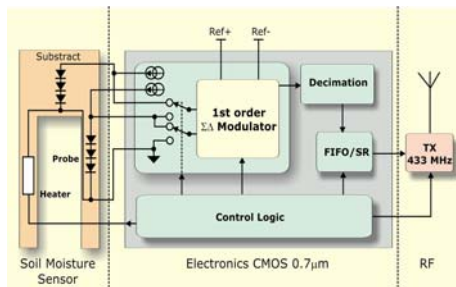 Ref+ Ref-
Substract
Decimation
1st order
ΣΔ Modulator
Probe
FIFO/SR
TX
433 MHz
Heater
Control Logic
Soil Moisture
Sensor
Electronics CMOS 0.7µm
RF